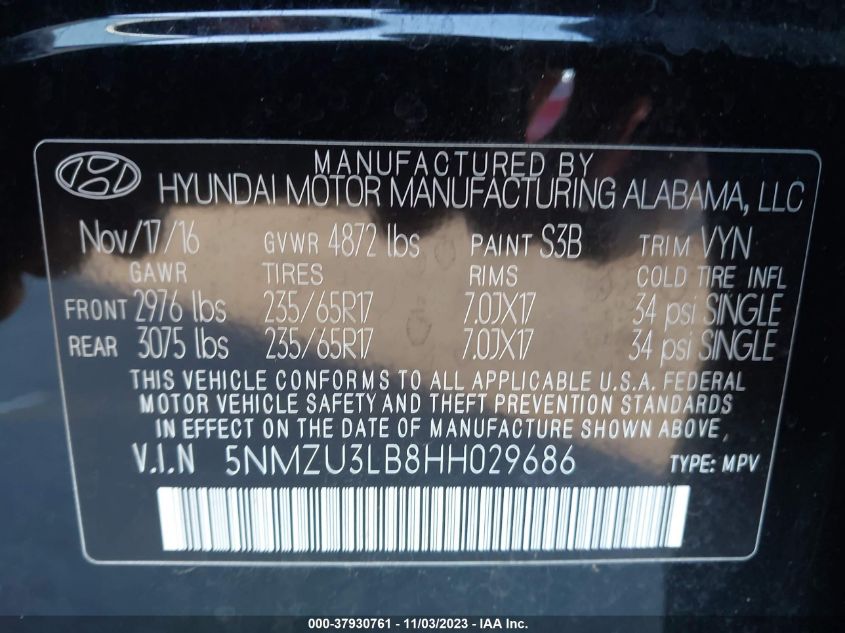 MANUFACTURED BY
HYUNDAI MOTOR MANUFACTURING ALABAMA, LLC
Nov/17/16 GVWR 4872 lbs PAINT S3B TRIM VYN
GAWR TIRES RIMS COLD TIRE INFL
FRONT 2976 lbs 235/65R17 7.0JX17 34 psi SINGLE
REAR 3075 lbs 235/65R17 7.0JX17 34 psi SINGLE
THIS VEHICLE CONFORMS TO ALL APPLICABLE U.S.A. FEDERAL
MOTOR VEHICLE SAFETY AND THEFT PREVENTION STANDARDS
IN EFFECT ON THE DATE OF MANUFACTURE SHOWN ABOVE.
V.I.N 5NMZU3LB8HH029686 TYPE: MPV
000-37930761 - 11/03/2023 - IAA Inc.